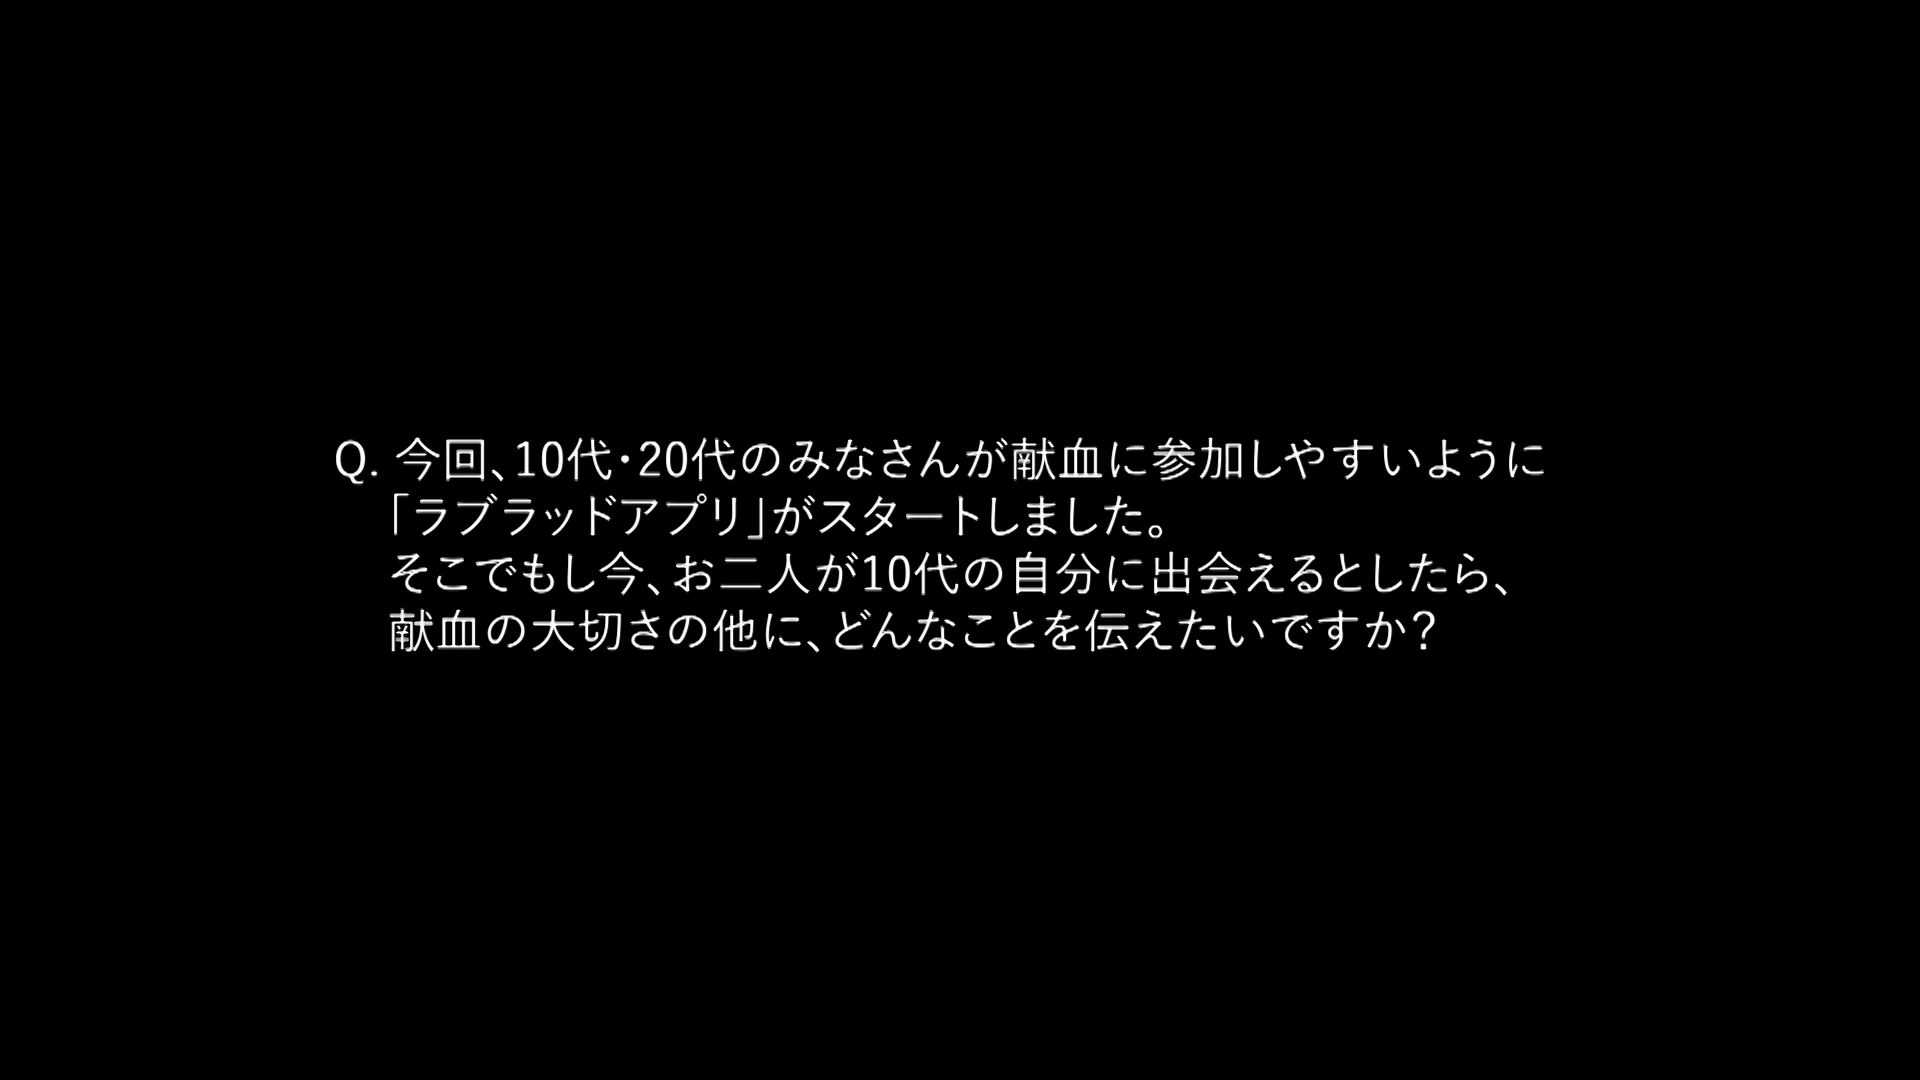 Q. 今回、10代・20代のみなさんが献血に参加しやすいように
「ラブラッドアプリ」がスタートしました。
そこでもし今、お二人が10代の自分に出会えるとしたら、
献血の大切さの他に、どんなことを伝えたいですか?